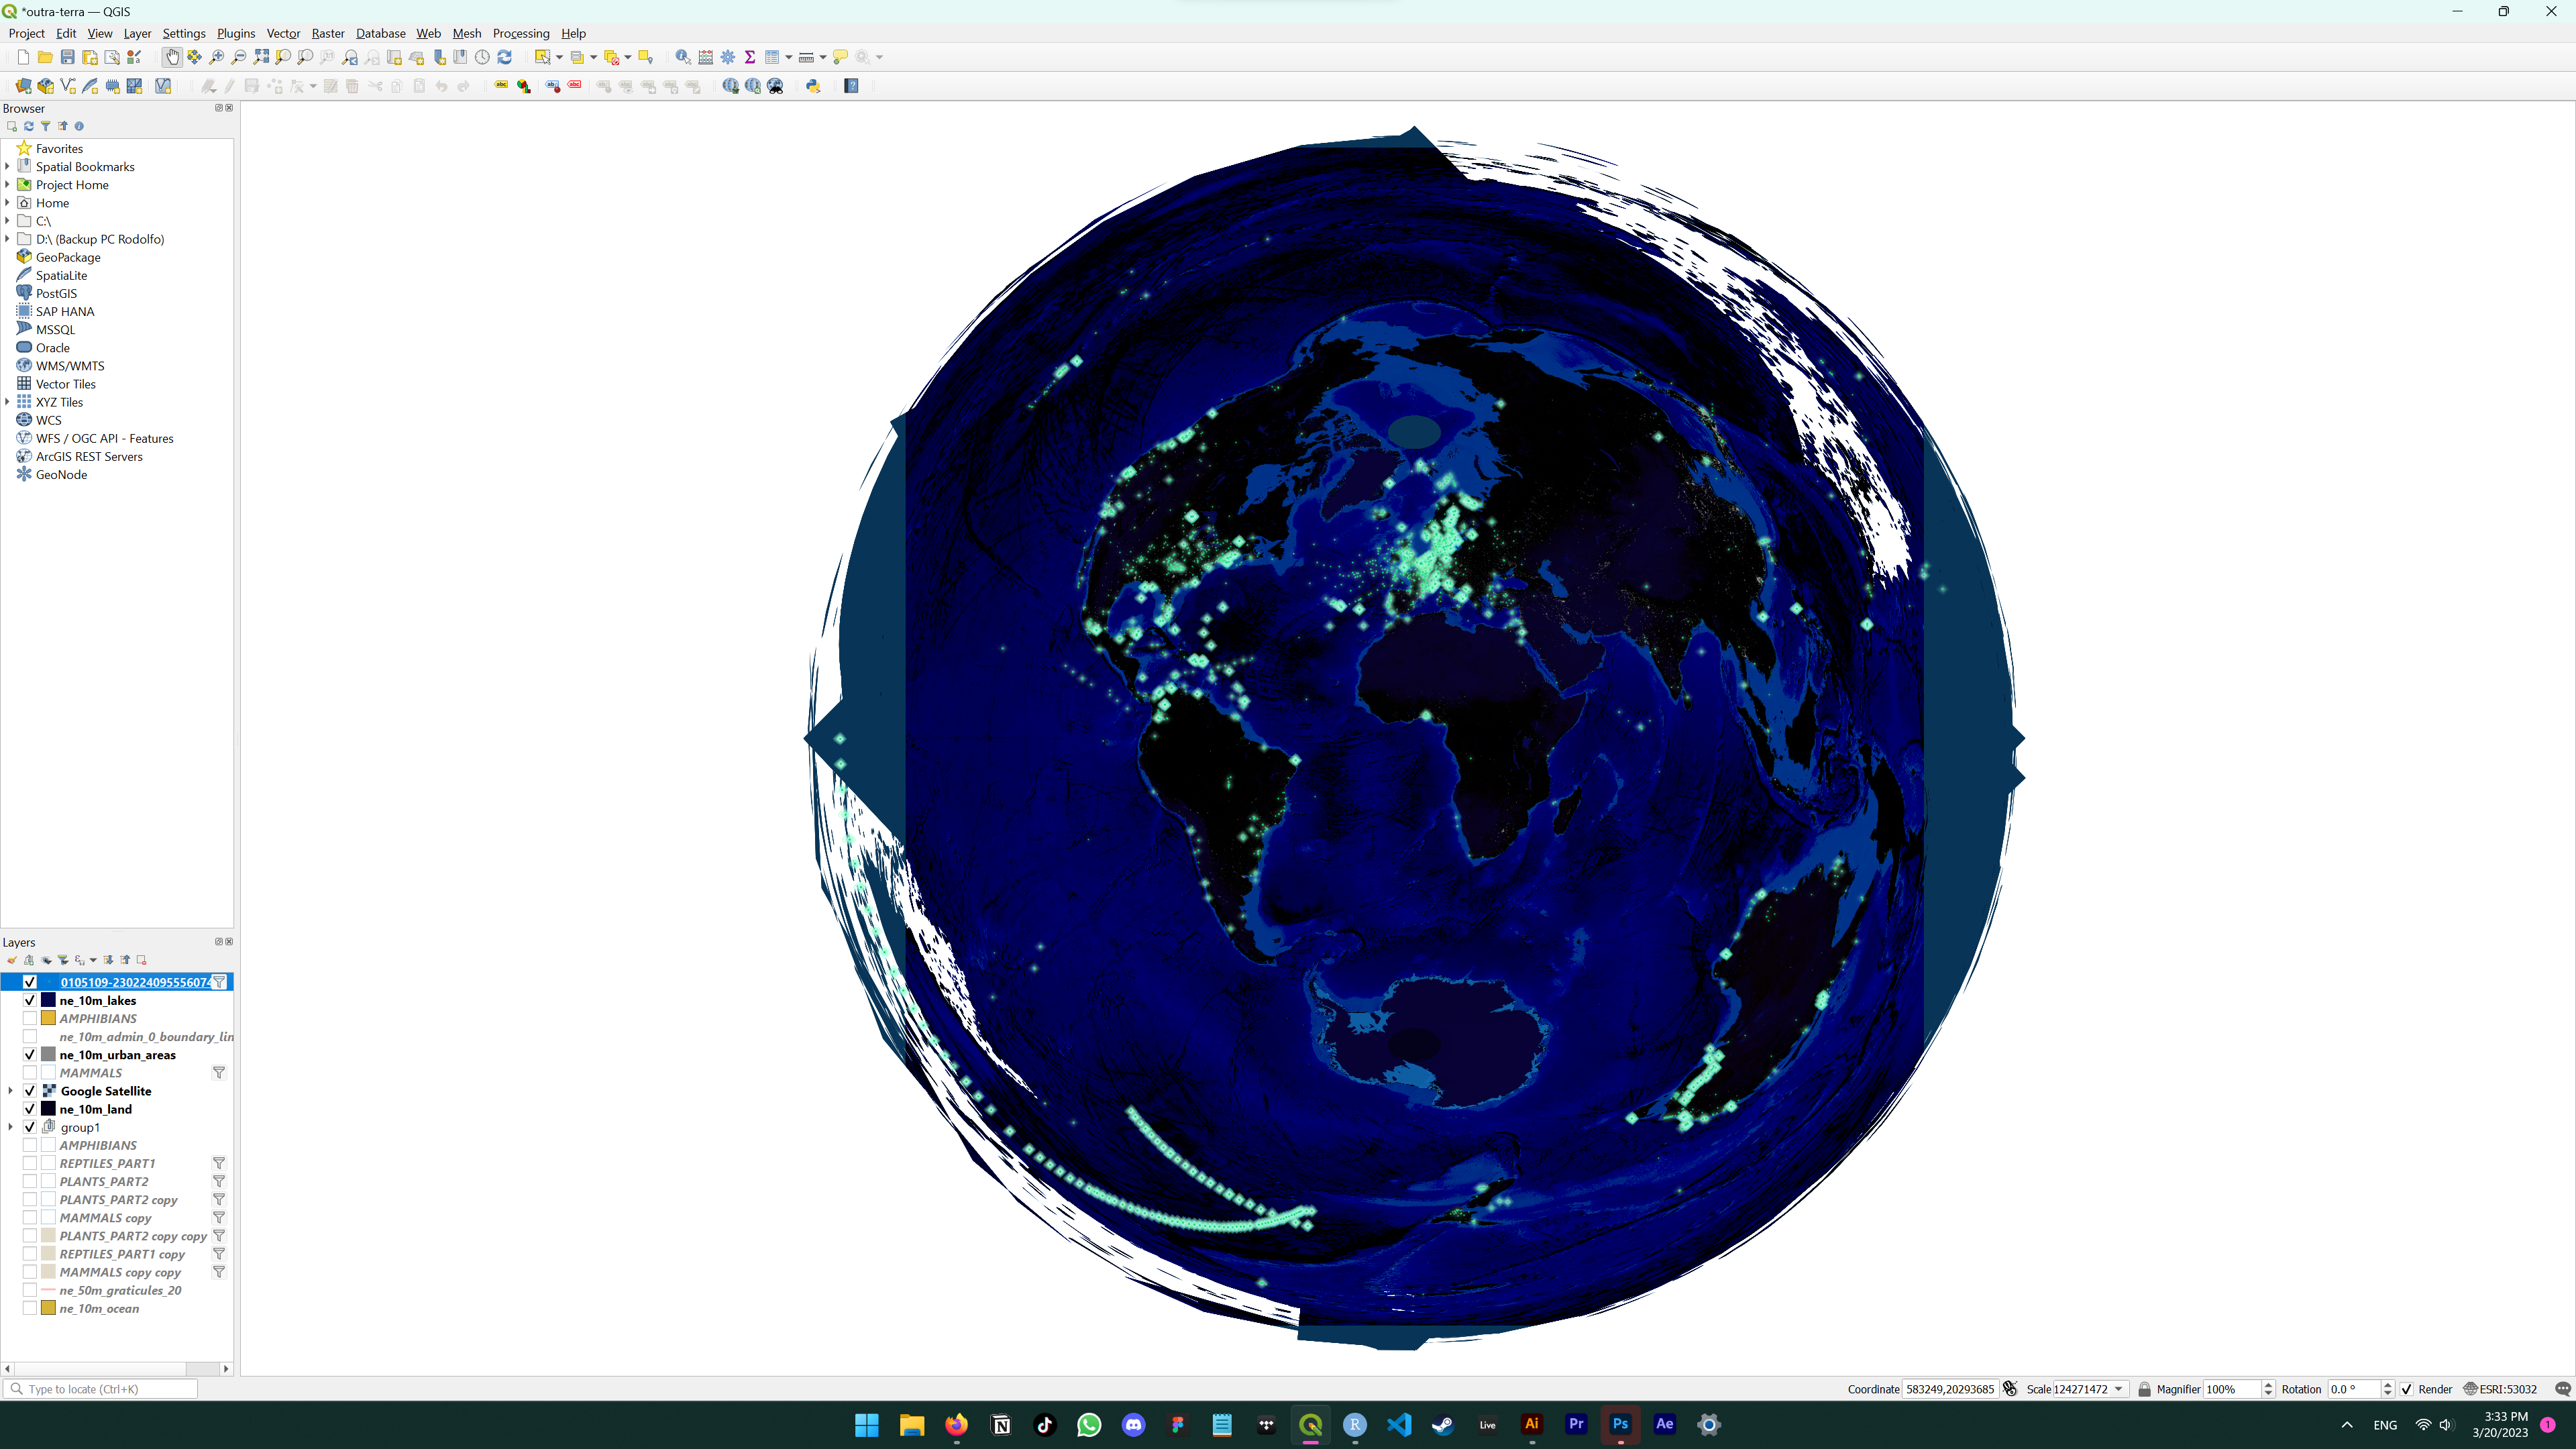 *outra-terra — QGIS
Project Edit View Layer Settings Plugins Vector Raster Database Web Mesh Processing Help
Browser
Favorites
Spatial Bookmarks
Project Home
Home
C:\
D:\ (Backup PC Rodolfo)
GeoPackage
SpatiaLite
PostGIS
SAP HANA
MSSQL
Oracle
WMS/WMTS
Vector Tiles
XYZ Tiles
WCS
WFS / OGC API - Features
ArcGIS REST Servers
GeoNode
Layers
0105109-230224095556074
ne_10m_lakes
AMPHIBIANS
ne_10m_admin_0_boundary_lin
ne_10m_urban_areas
MAMMALS
Google Satellite
ne_10m_land
group1
AMPHIBIANS
REPTILES_PART1
PLANTS_PART2
PLANTS_PART2 copy
MAMMALS copy
PLANTS_PART2 copy copy
REPTILES_PART1 copy
MAMMALS copy copy
ne_50m_graticules_20
ne_10m_ocean
Type to locate (Ctrl+K) Coordinate 583249,20293685 Scale 124271472 Magnifier 100% Rotation 0.0 ° Render ESRI:53032
Live Ai Pr Ps Ae ENG 3:33 PM 1
3/20/2023